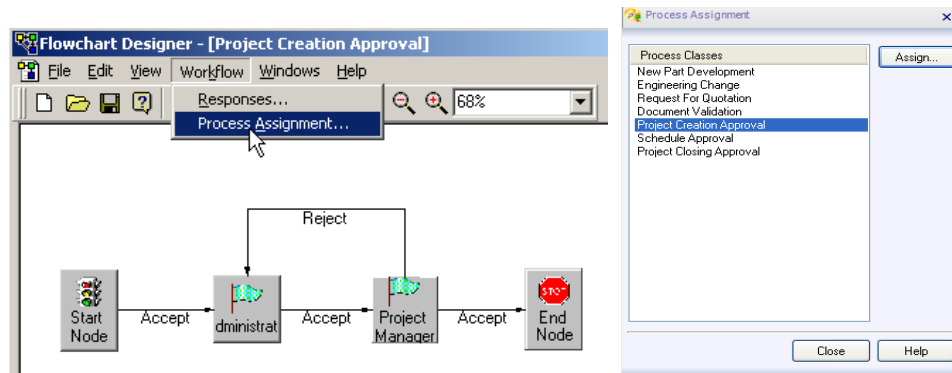 Flowchart Designer - [Project Creation Approval]
File Edit View Workflow Windows Help
Responses...
Process Assignment...
68%
Reject
Start
Node
Accept
dministrat
Accept
Project
Manager
Accept
STOP
End
Node
Process Assignment
Process Classes
New Part Development
Engineering Change
Request For Quotation
Document Validation
Project Creation Approval
Schedule Approval
Project Closing Approval
Assign...
Close
Help